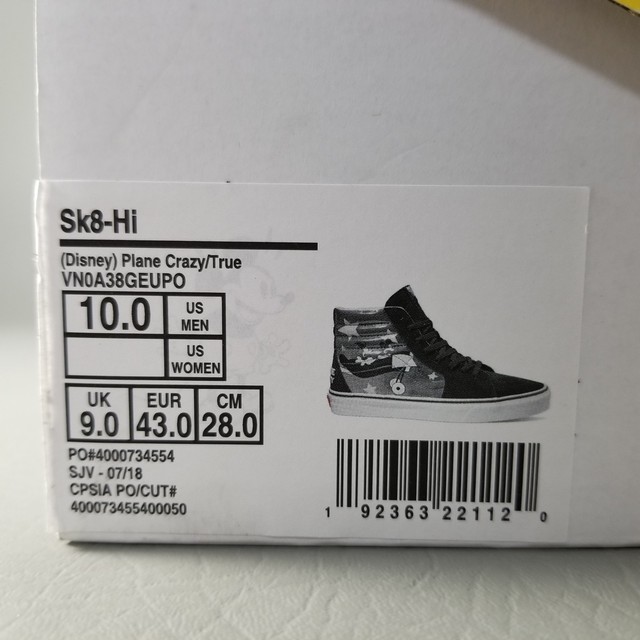 Sk8-Hi
(Disney) Plane Crazy/True
VN0A38GEUPO
10.0 US MEN
US WOMEN
UK 9.0 EUR 43.0 CM 28.0
PO#4000734554
SJV - 07/18
CPSIA PO/CUT#
400073455400050
1 92363 22112 0